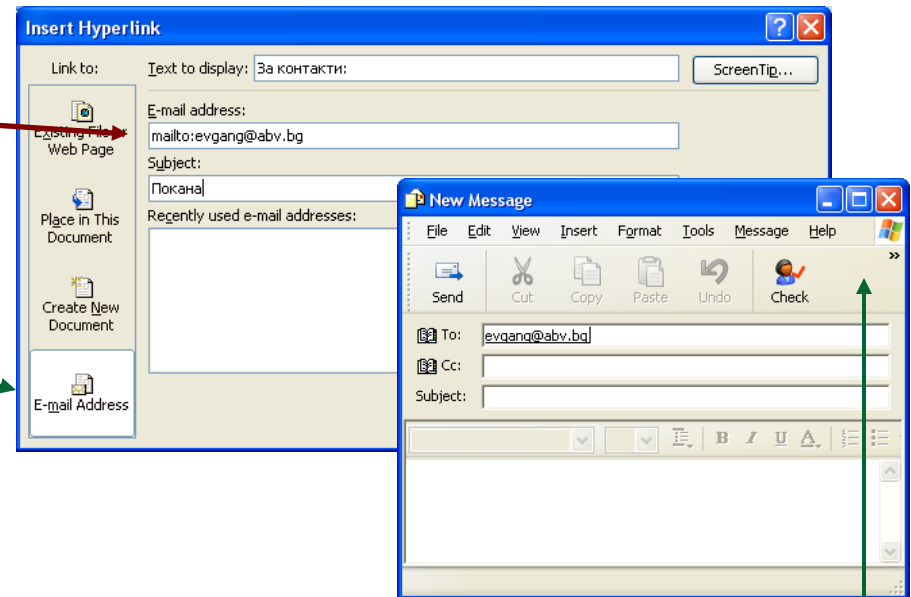 Insert Hyperlink
Link to:
Text to display: За контакти:
ScreenTip...
Existing File or
Web Page
E-mail address:
mailto:evgang@abv.bg
Subject:
Покана
Place in This
Document
Recently used e-mail addresses:
Create New
Document
E-mail Address
New Message
File Edit View Insert Format Tools Message Help
Send Cut Copy Paste Undo Check
»
To: evgang@abv.bg
Cc:
Subject:
B I U A